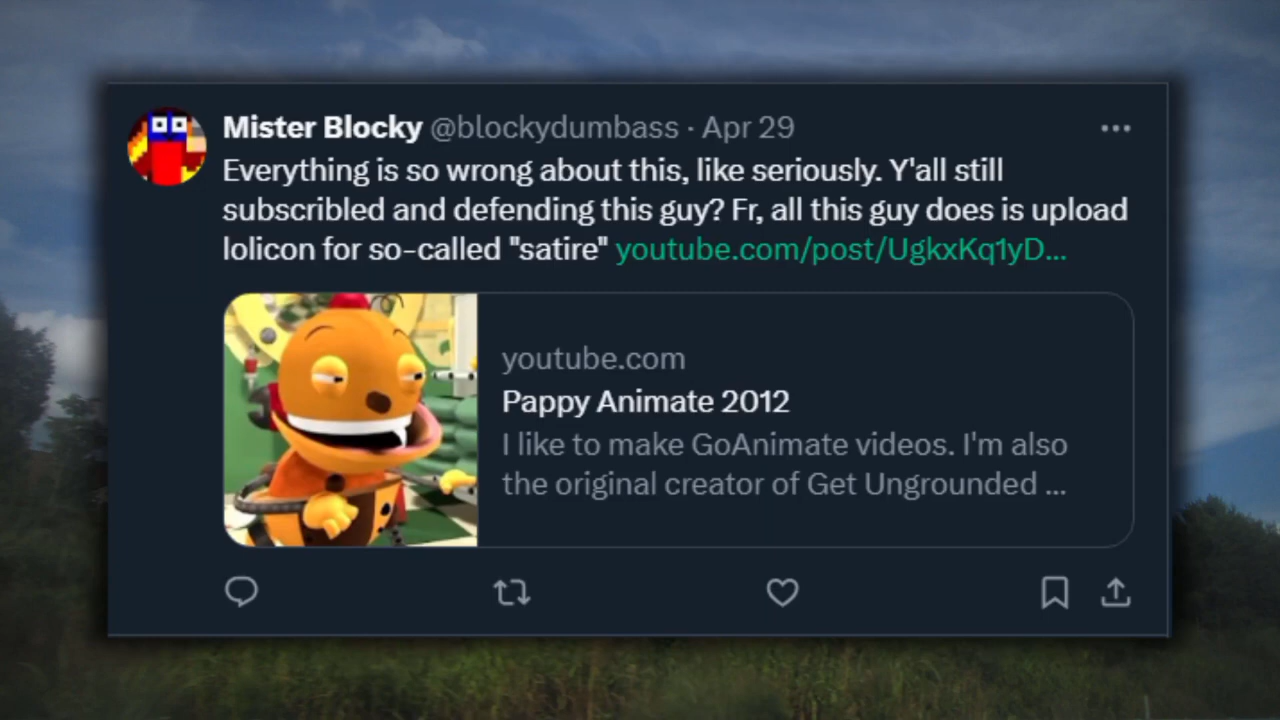 Mister Blocky @blockydumbass · Apr 29
Everything is so wrong about this, like seriously. Y'all still
subscribled and defending this guy? Fr, all this guy does is upload
lolicon for so-called "satire" youtube.com/post/UgkxKq1yD...
youtube.com
Pappy Animate 2012
I like to make GoAnimate videos. I'm also
the original creator of Get Ungrounded ...